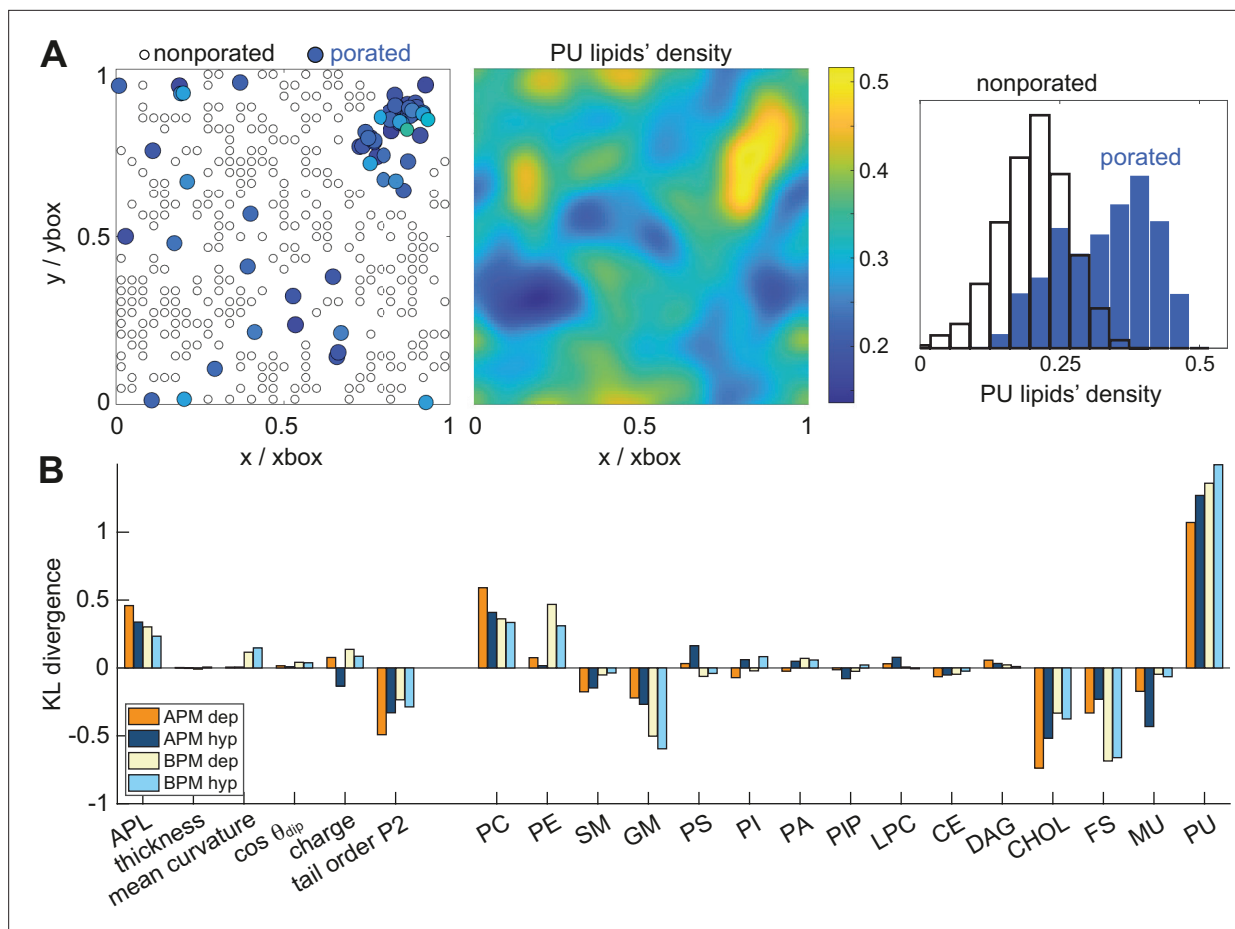 A
nonporated
porated
PU lipids' density
1
0.5
0
y / ybox
0
0.5
1
x / xbox
0
0.5
1
x / xbox
0.5
0.4
0.3
0.2
nonporated
porated
0
0.25
0.5
PU lipids' density
B
KL divergence
1
0.5
0
-0.5
-1
APM dep
APM hyp
BPM dep
BPM hyp
APL
thickness
mean curvature
cos θdip
charge
tail order P2
PC
PE
SM
GM
PS
PI
PA
PIP
LPC
CE
DAG
CHOL
FS
MU
PU